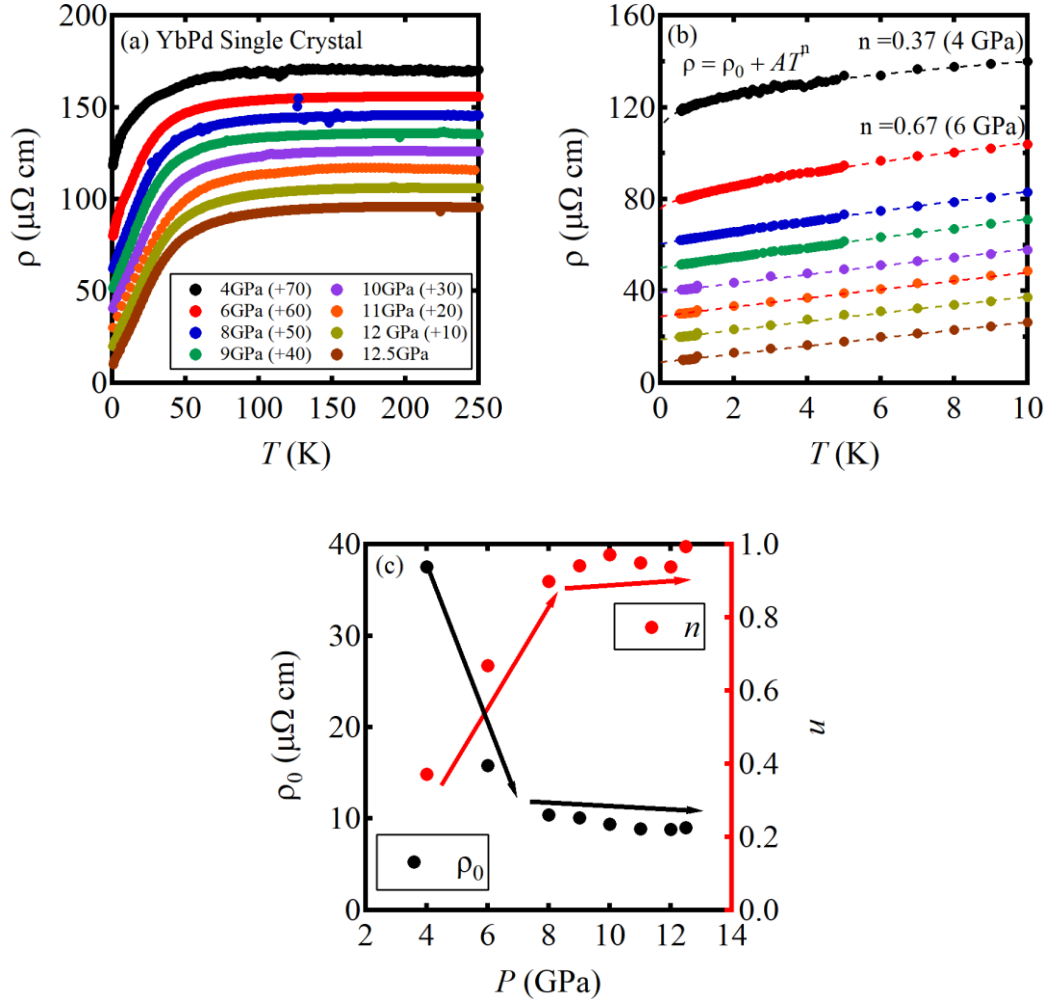 (a) YbPd Single Crystal
200
150
100
50
0
ρ (μΩ cm)
4GPa (+70)
6GPa (+60)
8GPa (+50)
9GPa (+40)
10GPa (+30)
11GPa (+20)
12 GPa (+10)
12.5GPa
0
50
100
150
200
250
T (K)
(b)
n =0.37 (4 GPa)
ρ = ρ₀ + ATⁿ
n =0.67 (6 GPa)
160
120
80
40
0
ρ (μΩ cm)
0
2
4
6
8
10
T (K)
(c)
40
30
20
10
0
ρ₀ (μΩ cm)
n
ρ₀
1.0
0.8
0.6
0.4
0.2
0.0
n
2
4
6
8
10
12
14
P (GPa)